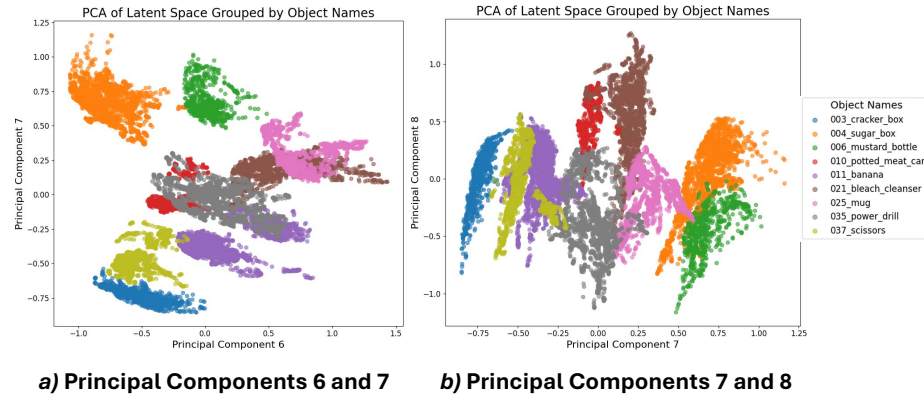 PCA of Latent Space Grouped by Object Names
1.25
1.00
0.75
0.50
0.25
0.00
−0.25
−0.50
−0.75
Principal Component 7
−1.0
−0.5
0.0
0.5
1.0
1.5
Principal Component 6
a) Principal Components 6 and 7
PCA of Latent Space Grouped by Object Names
1.0
0.5
0.0
−0.5
−1.0
Principal Component 8
−0.75
−0.50
−0.25
0.00
0.25
0.50
0.75
1.00
1.25
Principal Component 7
b) Principal Components 7 and 8
Object Names
003_cracker_box
004_sugar_box
006_mustard_bottle
010_potted_meat_can
011_banana
021_bleach_cleanser
025_mug
035_power_drill
037_scissors